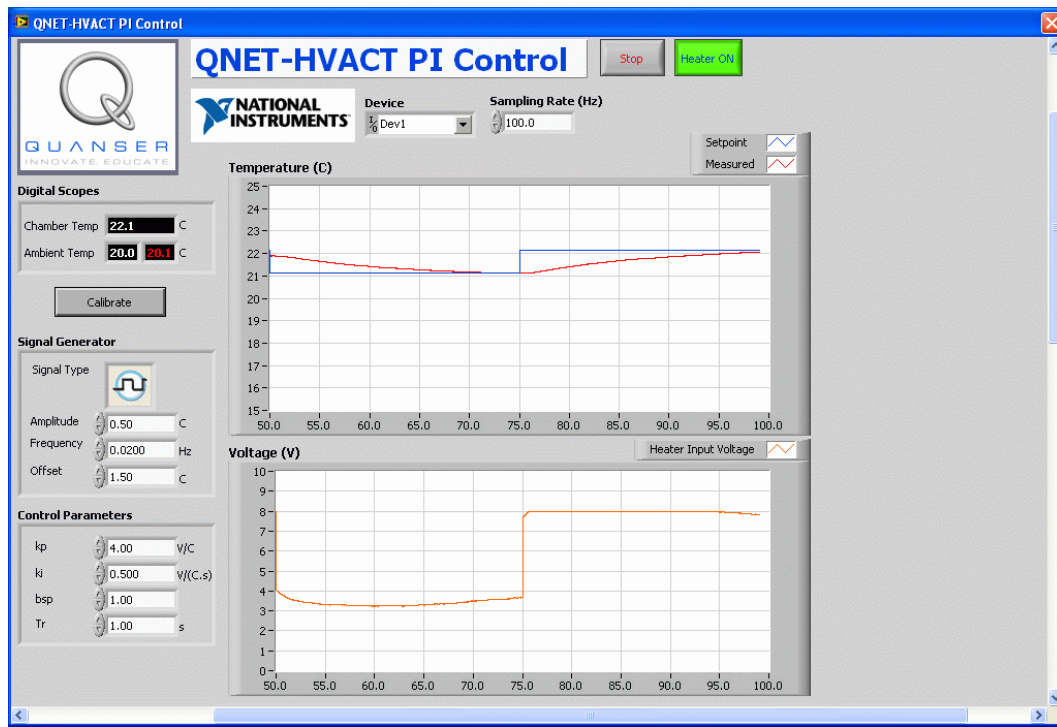 QNET-HVACT PI Control
QUANSER
INNOVATE. EDUCATE.
QNET-HVACT PI Control
Stop
Heater ON
NATIONAL
INSTRUMENTS
Device
I/O Dev1
Sampling Rate (Hz)
100.0
Digital Scopes
Chamber Temp 22.1 C
Ambient Temp 20.0 20.1 C
Calibrate
Signal Generator
Signal Type
Amplitude 0.50 C
Frequency 0.0200 Hz
Offset 1.50 C
Control Parameters
kp 4.00 V/C
ki 0.500 V/(C.s)
bsp 1.00
Tr 1.00 s
Temperature (C)
Setpoint
Measured
25
24
23
22
21
20
19
18
17
16
15
50.0 55.0 60.0 65.0 70.0 75.0 80.0 85.0 90.0 95.0 100.0
Voltage (V)
Heater Input Voltage
10
9
8
7
6
5
4
3
2
1
0
50.0 55.0 60.0 65.0 70.0 75.0 80.0 85.0 90.0 95.0 100.0